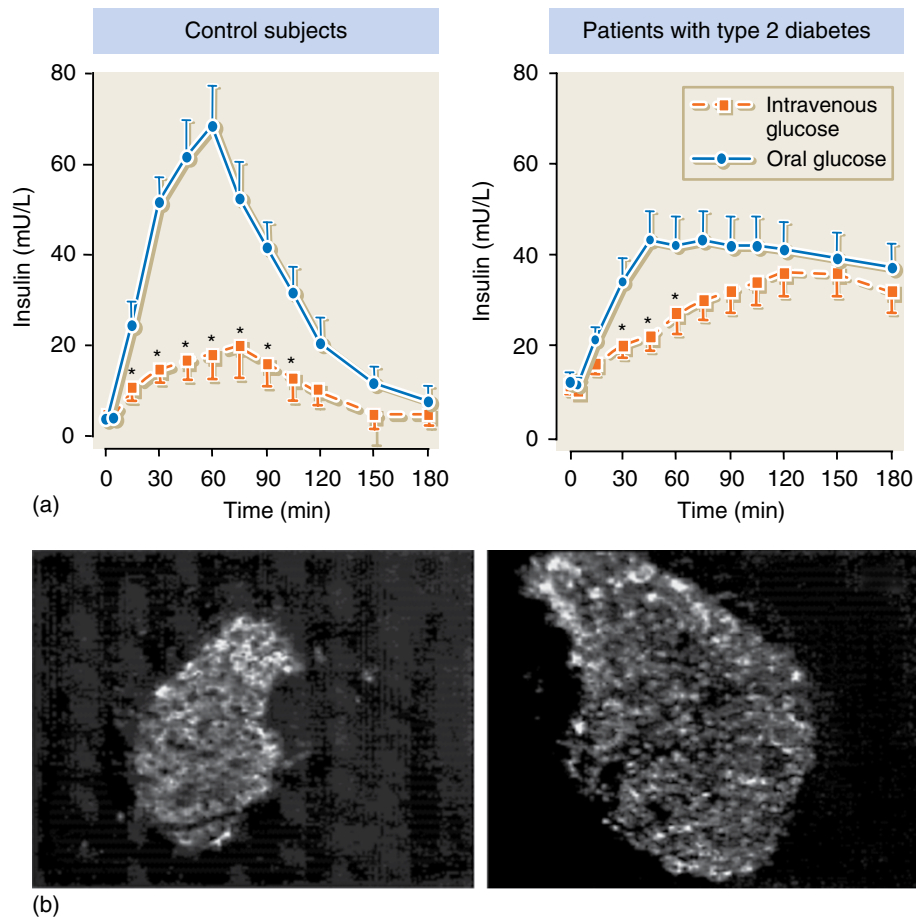 Control subjects
Patients with type 2 diabetes
80
60
40
20
0
Insulin (mU/L)
* * * * * * *
0 30 60 90 120 150 180
Time (min)
80
60
40
20
10
Insulin (mU/L)
Intravenous
glucose
Oral glucose
* * *
0 30 60 90 120 150 180
Time (min)
(a)
(b)